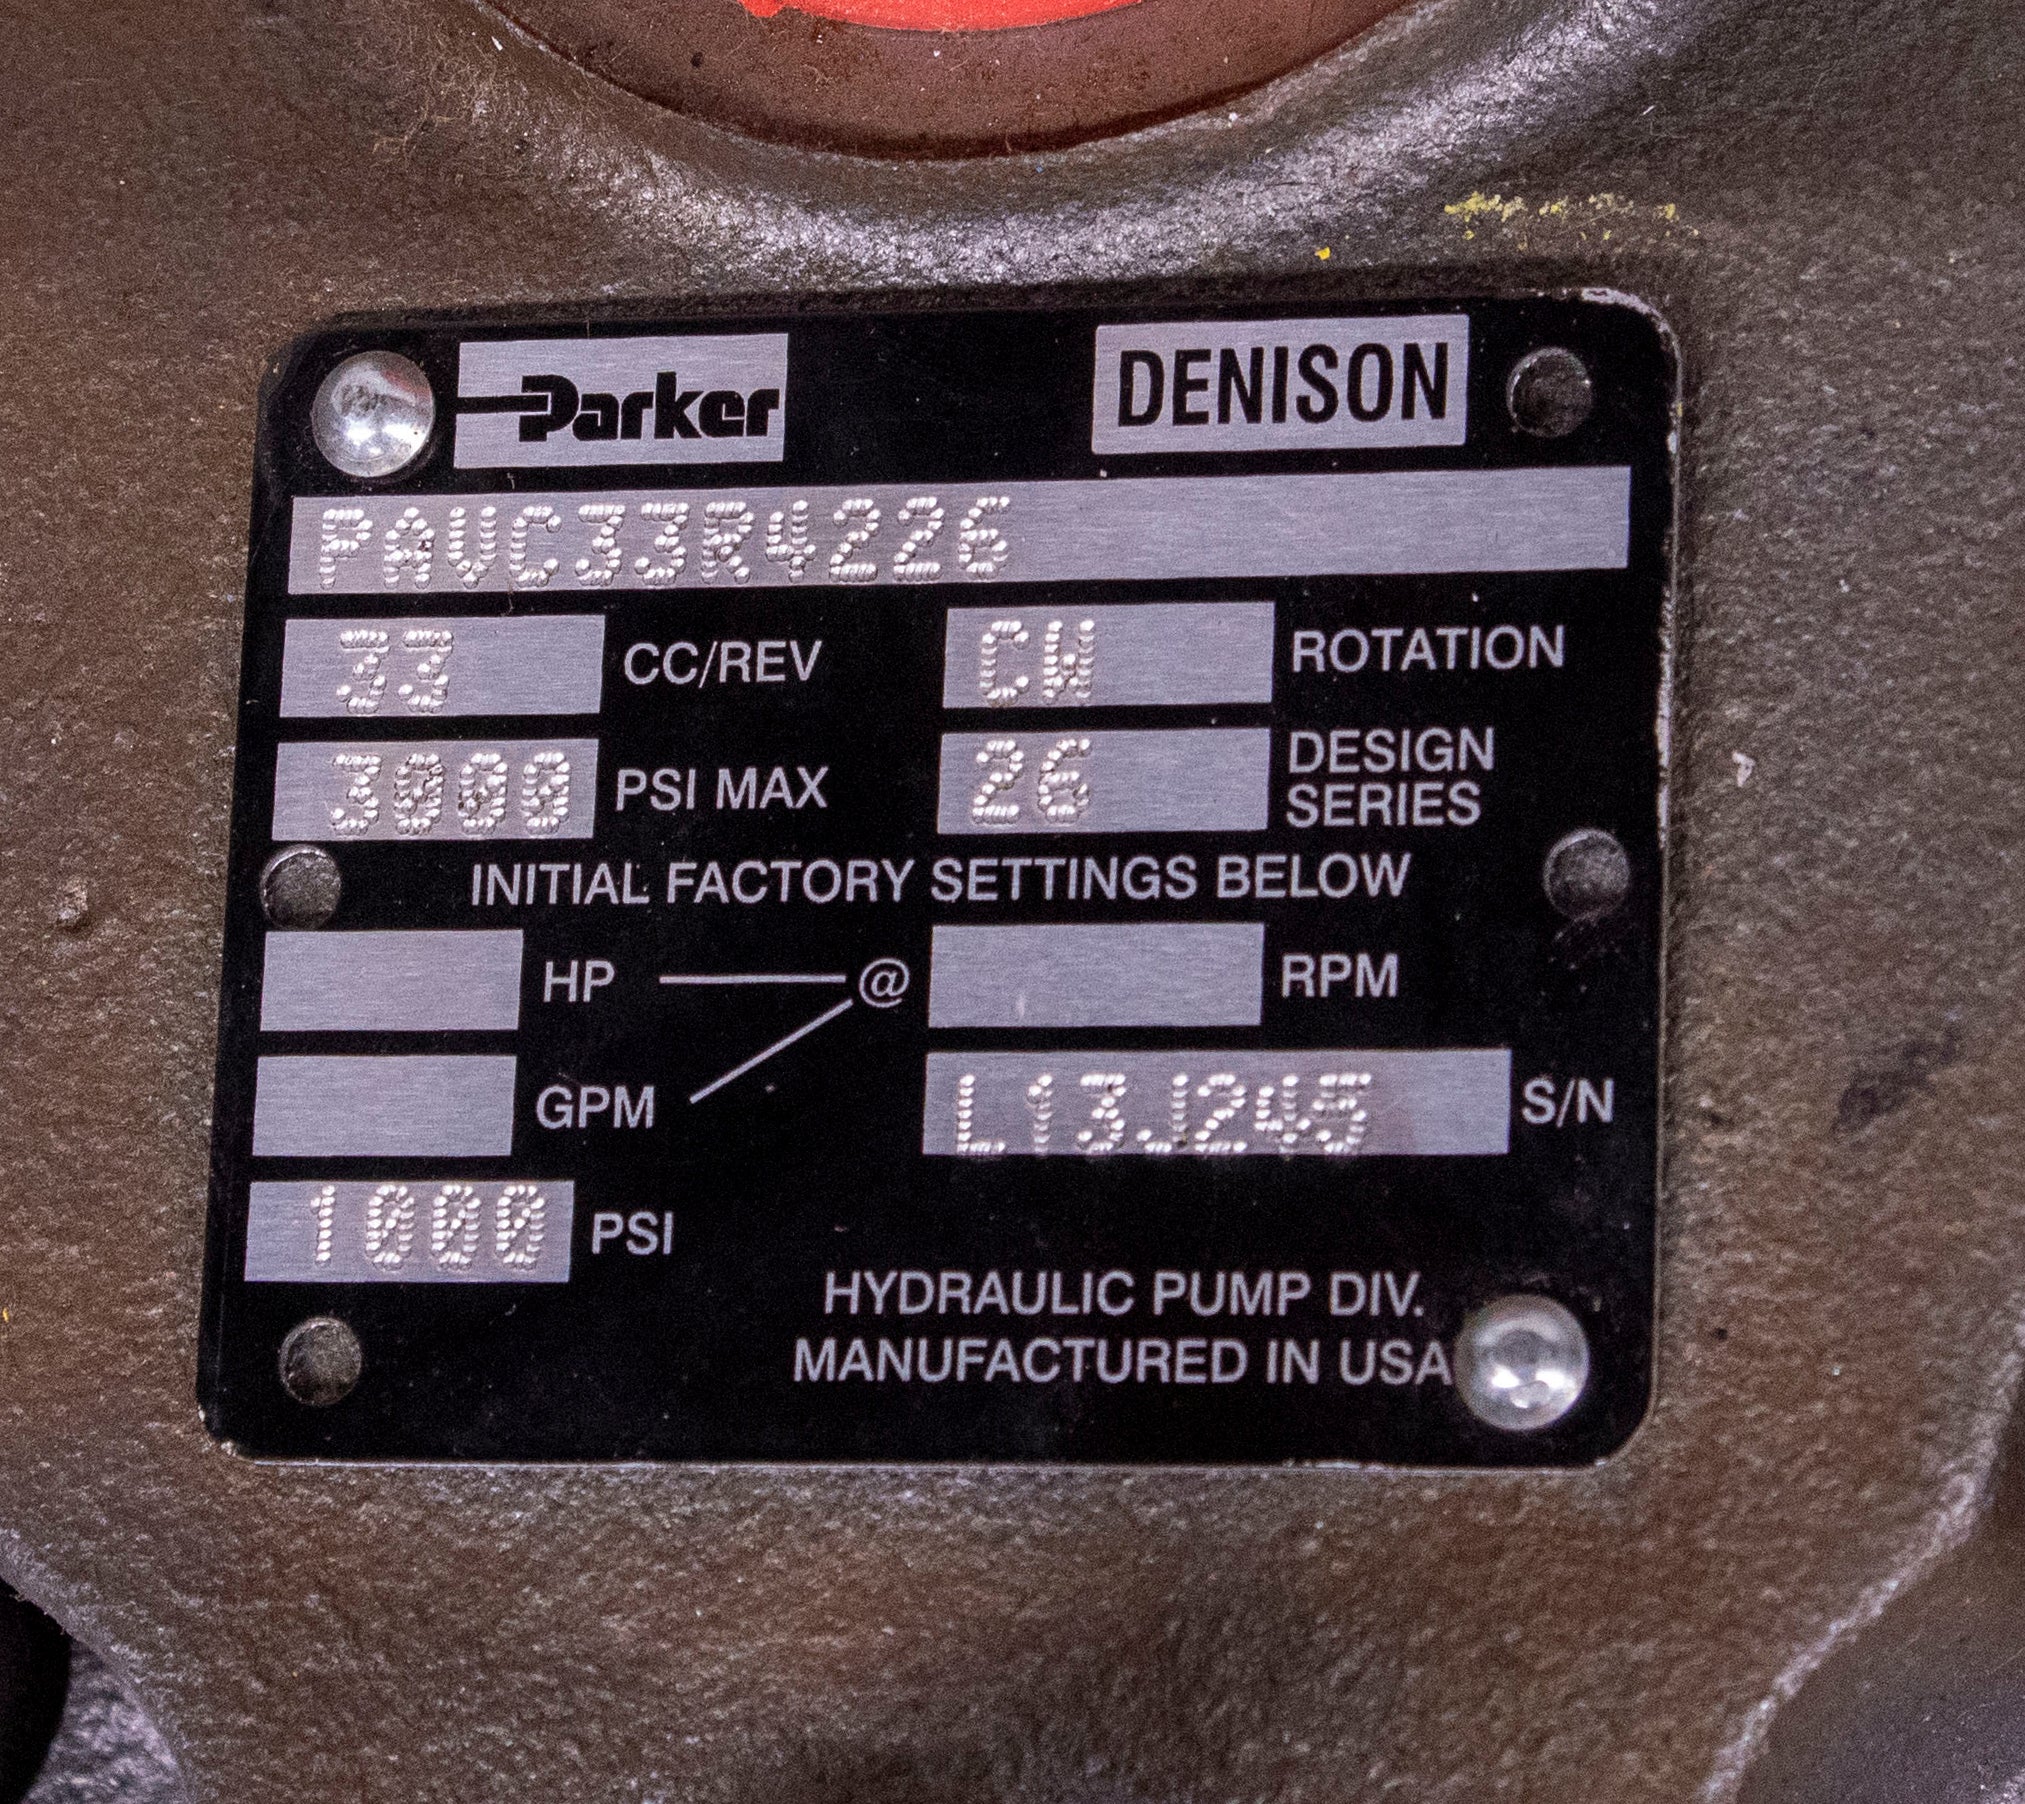 Parker DENISON
PAVC33R4226
33 CC/REV CW ROTATION
3000 PSI MAX 26 DESIGN SERIES
INITIAL FACTORY SETTINGS BELOW
HP @ RPM
GPM L13J245 S/N
1000 PSI
HYDRAULIC PUMP DIV.
MANUFACTURED IN USA